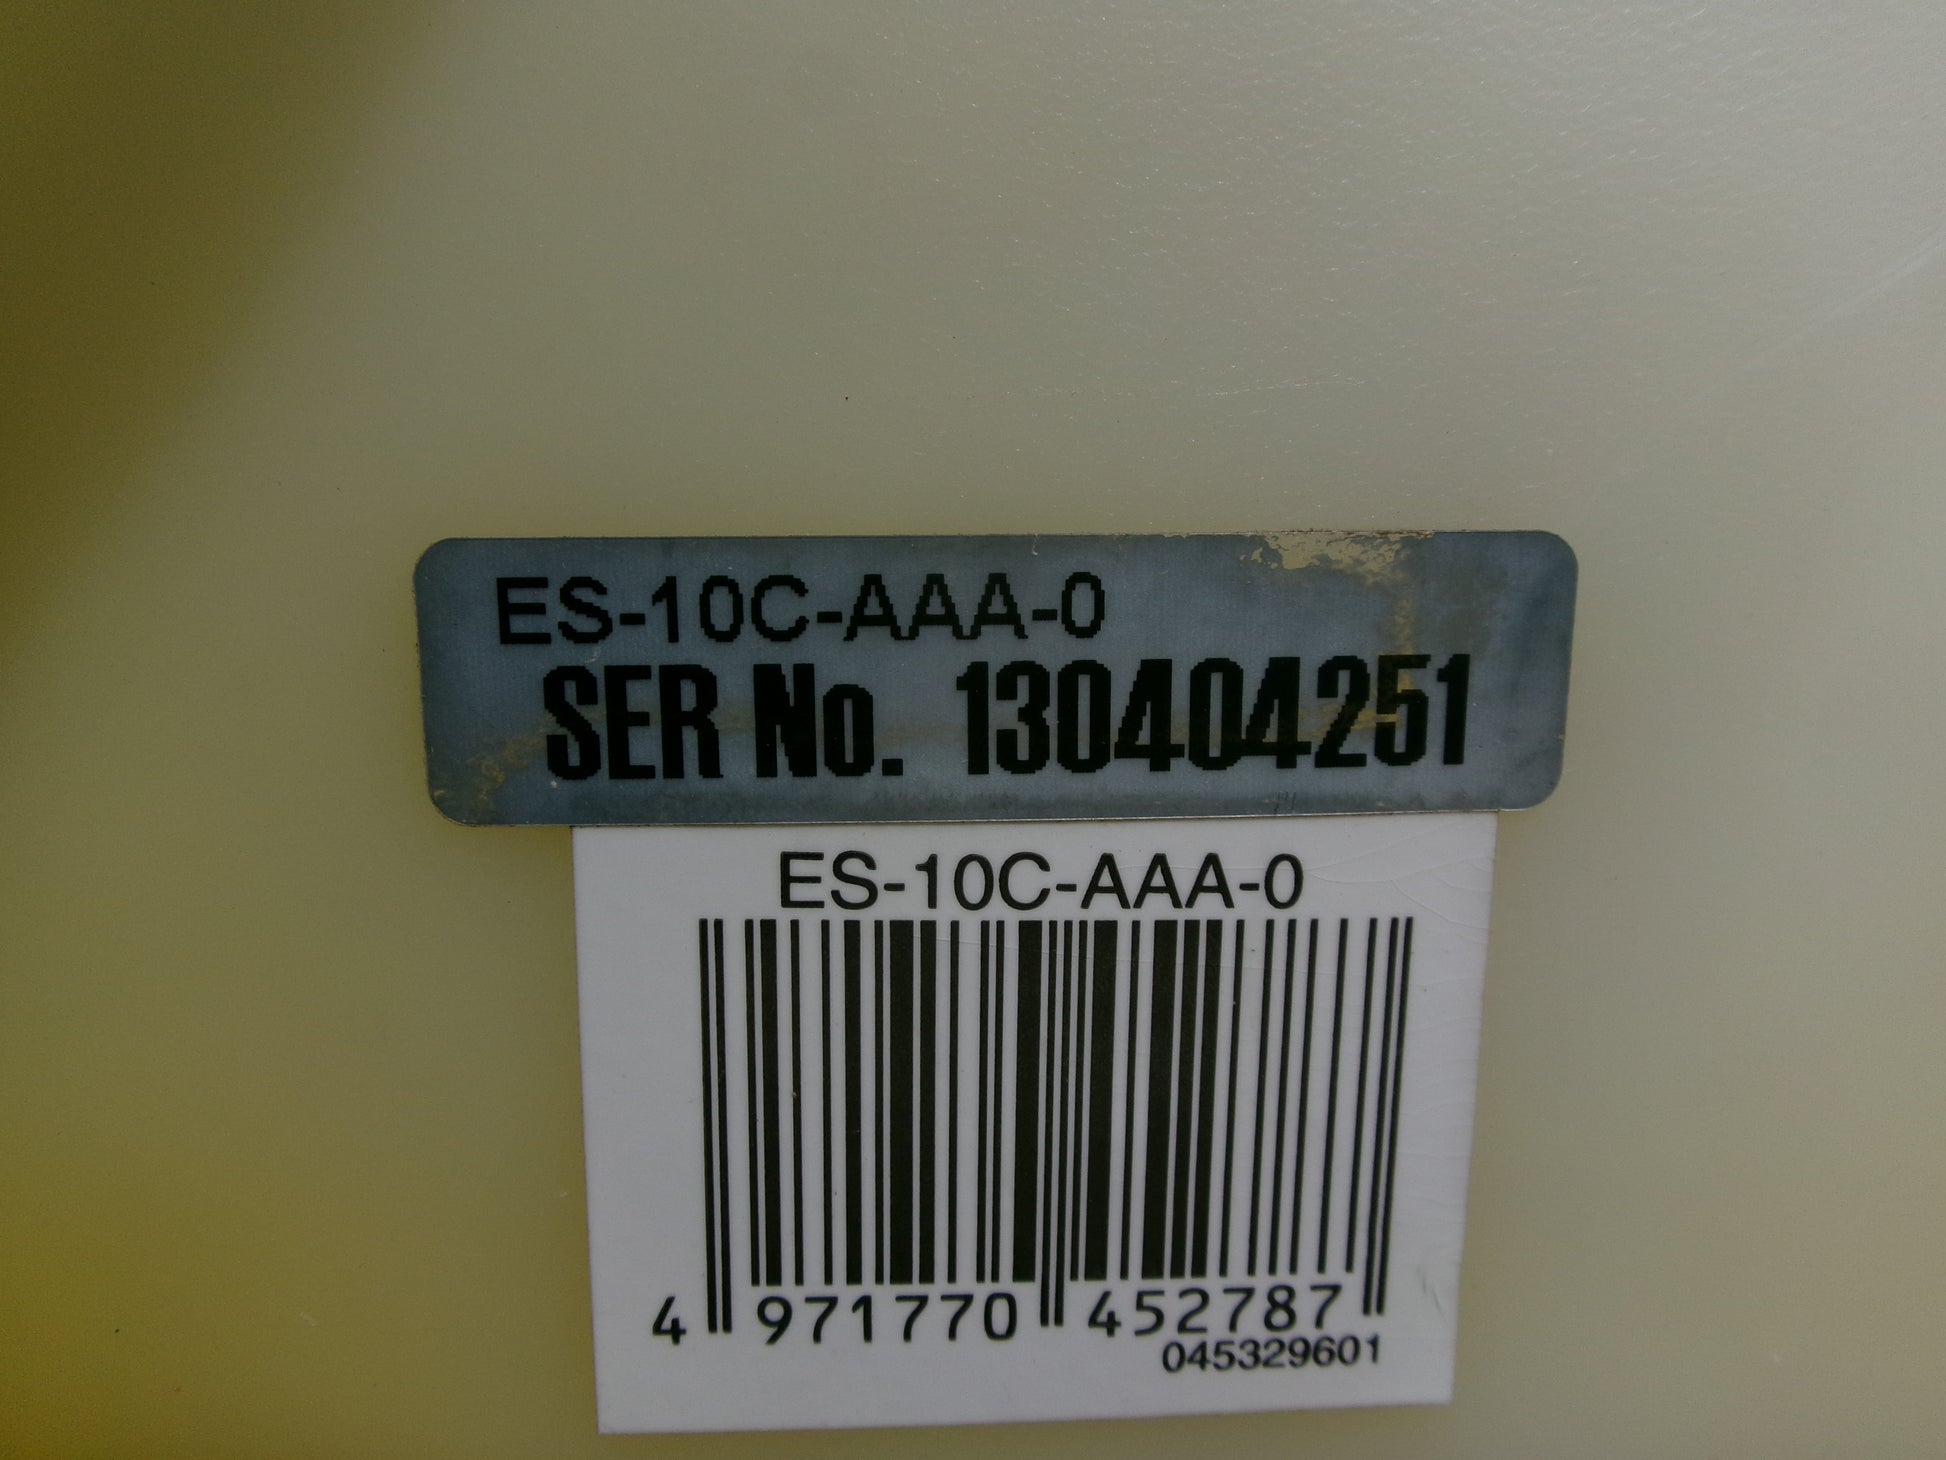 ES-10C-AAA-0
SER No. 130404251
ES-10C-AAA-0
4 971770 452787
045329601